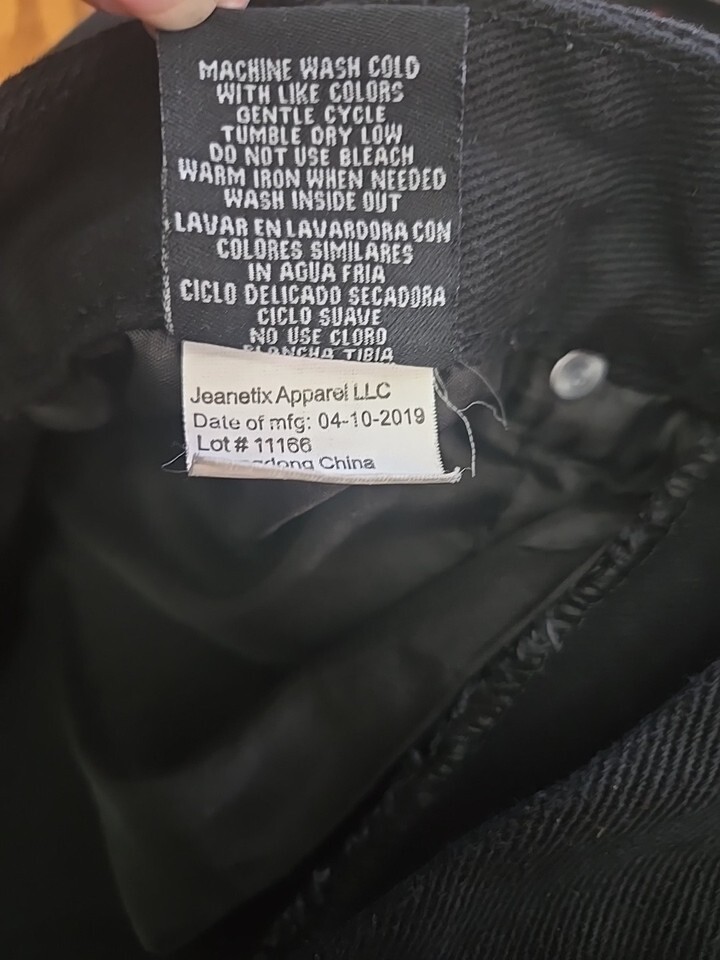 MACHINE WASH COLD
WITH LIKE COLORS
GENTLE CYCLE
TUMBLE DRY LOW
DO NOT USE BLEACH
WARM IRON WHEN NEEDED
WASH INSIDE OUT
LAVAR EN LAVARDORA CON
COLORES SIMILARES
IN AGUA FRIA
CICLO DELICADO SECADORA
CICLO SUAVE
NO USE CLORO
PLANCHA TIBIA
Jeanetix Apparel LLC
Date of mfg: 04-10-2019
Lot # 11166
China